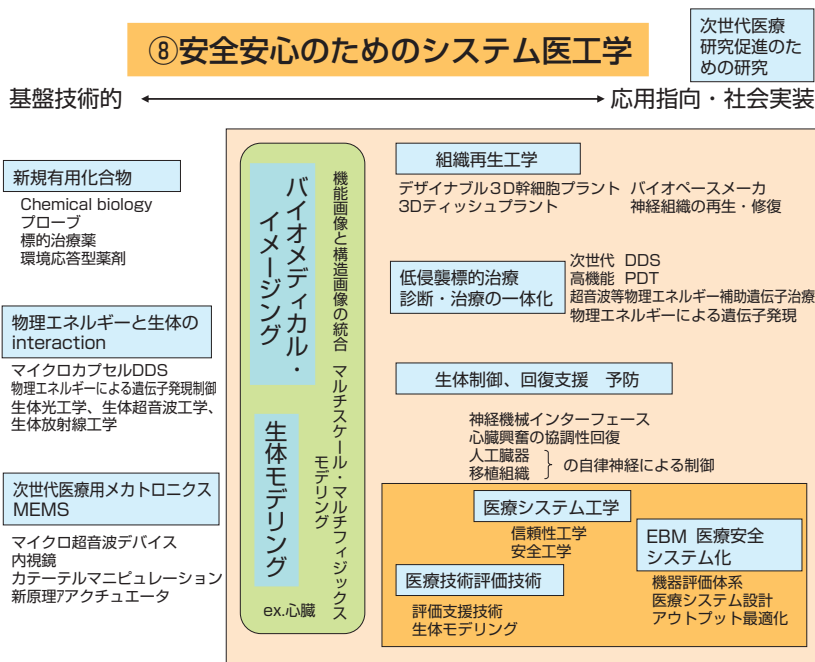 ⑧安全安心のためのシステム医工学
次世代医療
研究促進のた
めの研究
基盤技術的
応用指向・社会実装
新規有用化合物
Chemical biology
プローブ
標的治療薬
環境応答型薬剤
物理エネルギーと生体の
interaction
マイクロカプセルDDS
物理エネルギーによる遺伝子発現制御
生体光工学、生体超音波工学、
生体放射線工学
次世代医療用メカトロニクス
MEMS
マイクロ超音波デバイス
内視鏡
カテーテルマニピュレーション
新原理アアクチュエータ
バイオメディカル・
イメージング
機能画像と構造画像の統合
生体モデリング
マルチスケール・マルチフィジックス
モデリング
ex.心臓
組織再生工学
デザイナブル3D幹細胞プラント バイオペースメーカ
3Dティッシュプラント 神経組織の再生・修復
低侵襲標的治療
診断・治療の一体化
次世代 DDS
高機能 PDT
超音波等物理エネルギー補助遺伝子治療
物理エネルギーによる遺伝子発現
生体制御、回復支援 予防
神経機械インターフェース
心臓興奮の協調性回復
人工臓器
移植組織
の自律神経による制御
医療システム工学
信頼性工学
安全工学
EBM 医療安全
システム化
機器評価体系
医療システム設計
アウトプット最適化
医療技術評価技術
評価支援技術
生体モデリング